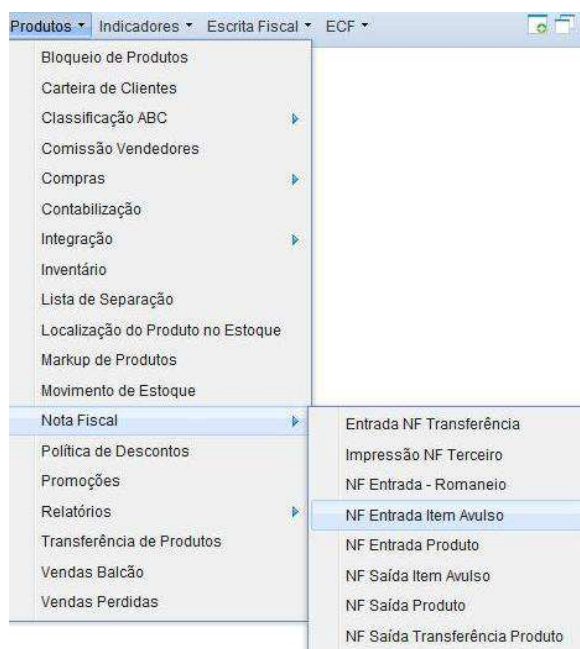 Produtos Indicadores Escrita Fiscal ECF
Bloqueio de Produtos
Carteira de Clientes
Classificação ABC
Comissão Vendedores
Compras
Contabilização
Integração
Inventário
Lista de Separação
Localização do Produto no Estoque
Markup de Produtos
Movimento de Estoque
Nota Fiscal
Política de Descontos
Promoções
Relatórios
Transferência de Produtos
Vendas Balcão
Vendas Perdidas
Entrada NF Transferência
Impressão NF Terceiro
NF Entrada - Romaneio
NF Entrada Item Avulso
NF Entrada Produto
NF Saída Item Avulso
NF Saída Produto
NF Saída Transferência Produto